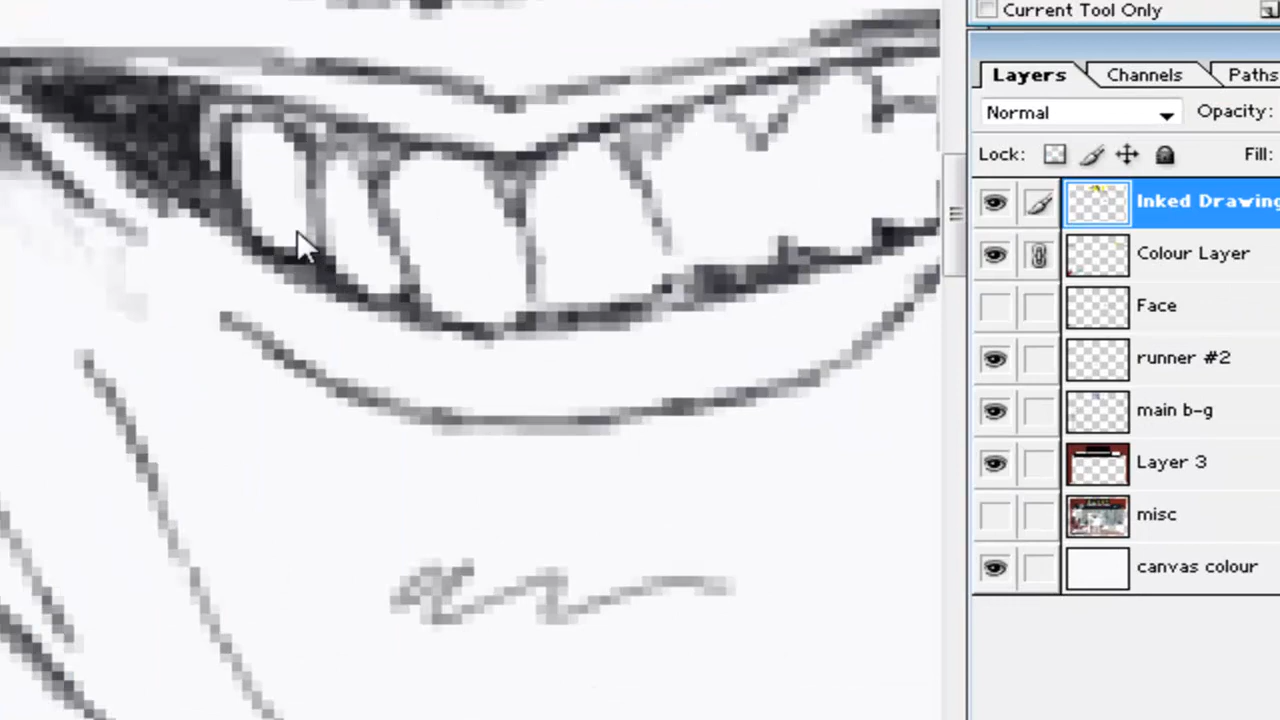 Current Tool Only
Layers Channels Paths
Normal Opacity:
Lock: Fill:
Inked Drawing
Colour Layer
Face
runner #2
main b-g
Layer 3
misc
canvas colour